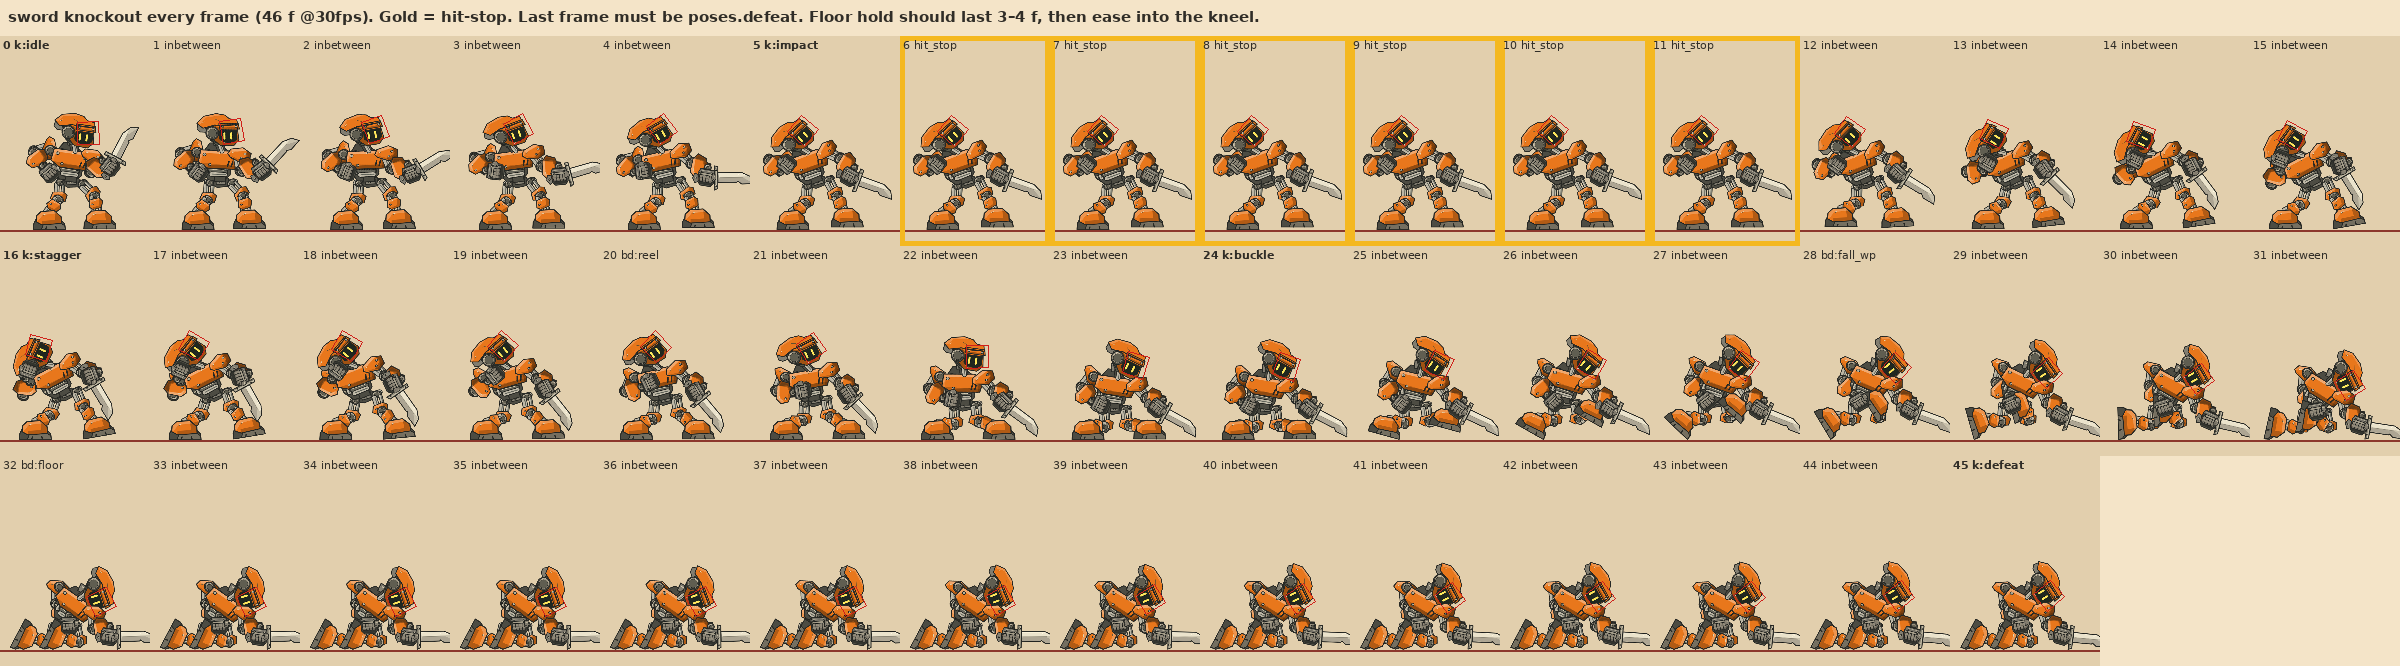 sword knockout every frame (46 f @30fps). Gold = hit-stop. Last frame must be poses.defeat. Floor hold should last 3–4 f, then ease into the kneel.
0 k:idle 1 inbetween 2 inbetween 3 inbetween 4 inbetween 5 k:impact 6 hit_stop 7 hit_stop 8 hit_stop 9 hit_stop 10 hit_stop 11 hit_stop 12 inbetween 13 inbetween 14 inbetween 15 inbetween
16 k:stagger 17 inbetween 18 inbetween 19 inbetween 20 bd:reel 21 inbetween 22 inbetween 23 inbetween 24 k:buckle 25 inbetween 26 inbetween 27 inbetween 28 bd:fall_wp 29 inbetween 30 inbetween 31 inbetween
32 bd:floor 33 inbetween 34 inbetween 35 inbetween 36 inbetween 37 inbetween 38 inbetween 39 inbetween 40 inbetween 41 inbetween 42 inbetween 43 inbetween 44 inbetween 45 k:defeat